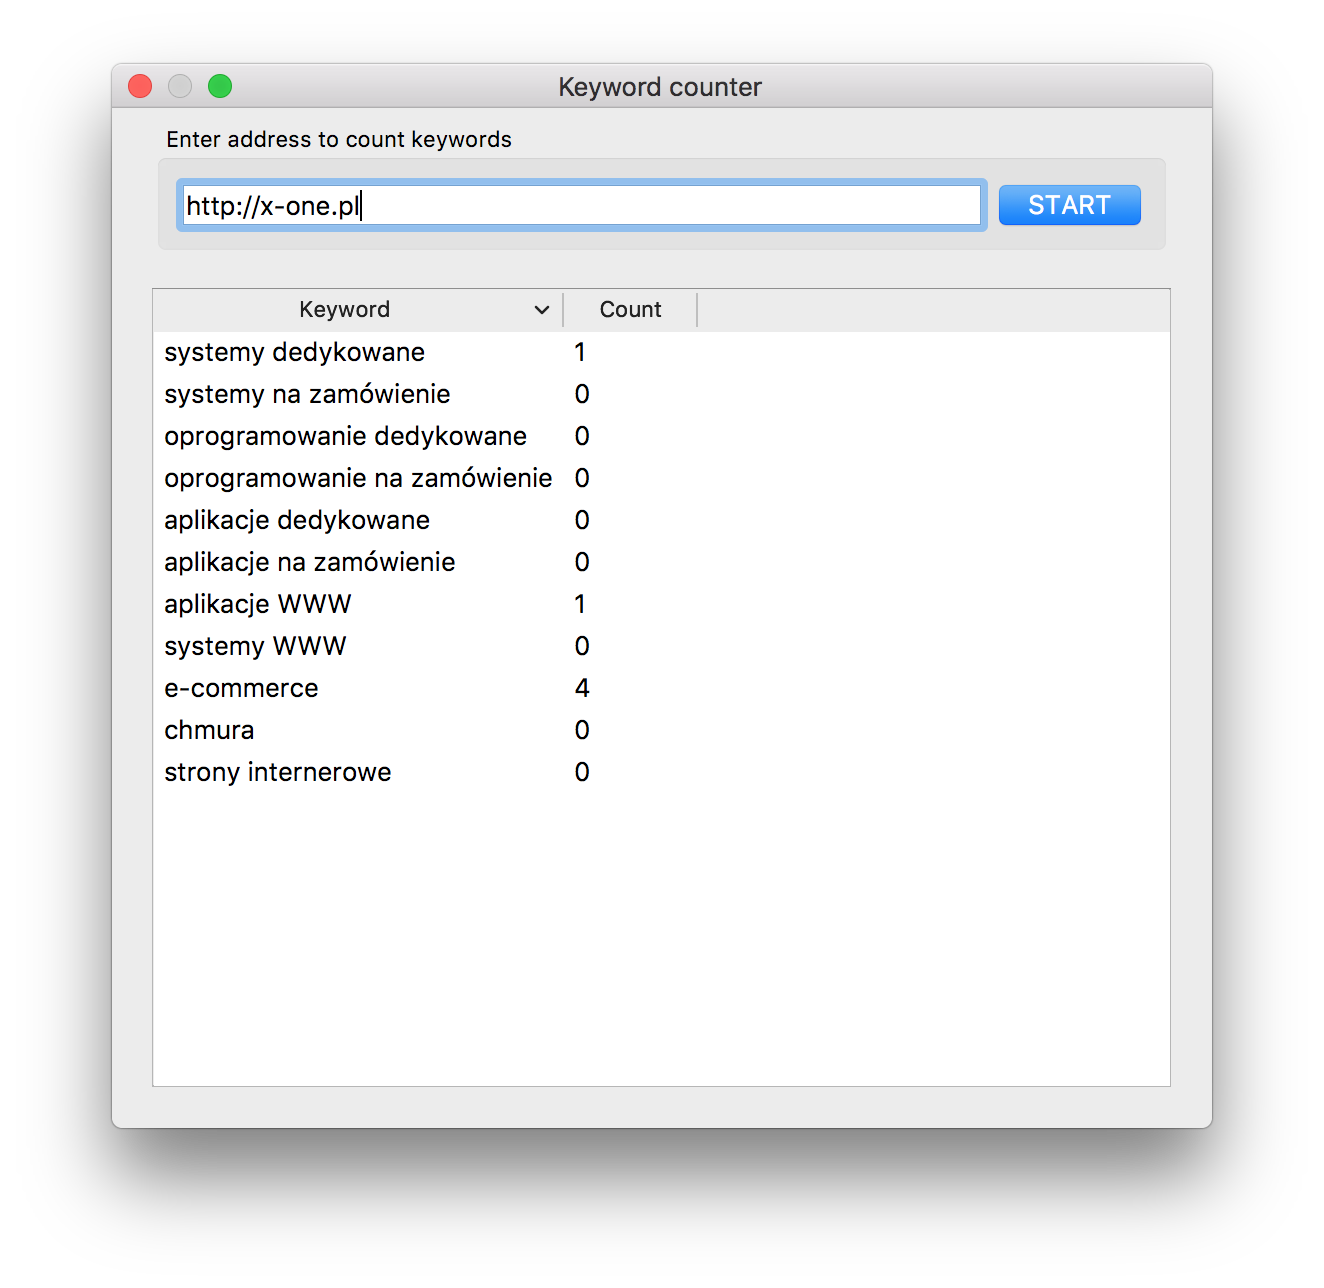 Keyword counter
Enter address to count keywords
http://x-one.pl START
Keyword Count
systemy dedykowane 1
systemy na zamówienie 0
oprogramowanie dedykowane 0
oprogramowanie na zamówienie 0
aplikacje dedykowane 0
aplikacje na zamówienie 0
aplikacje WWW 1
systemy WWW 0
e-commerce 4
chmura 0
strony internerowe 0